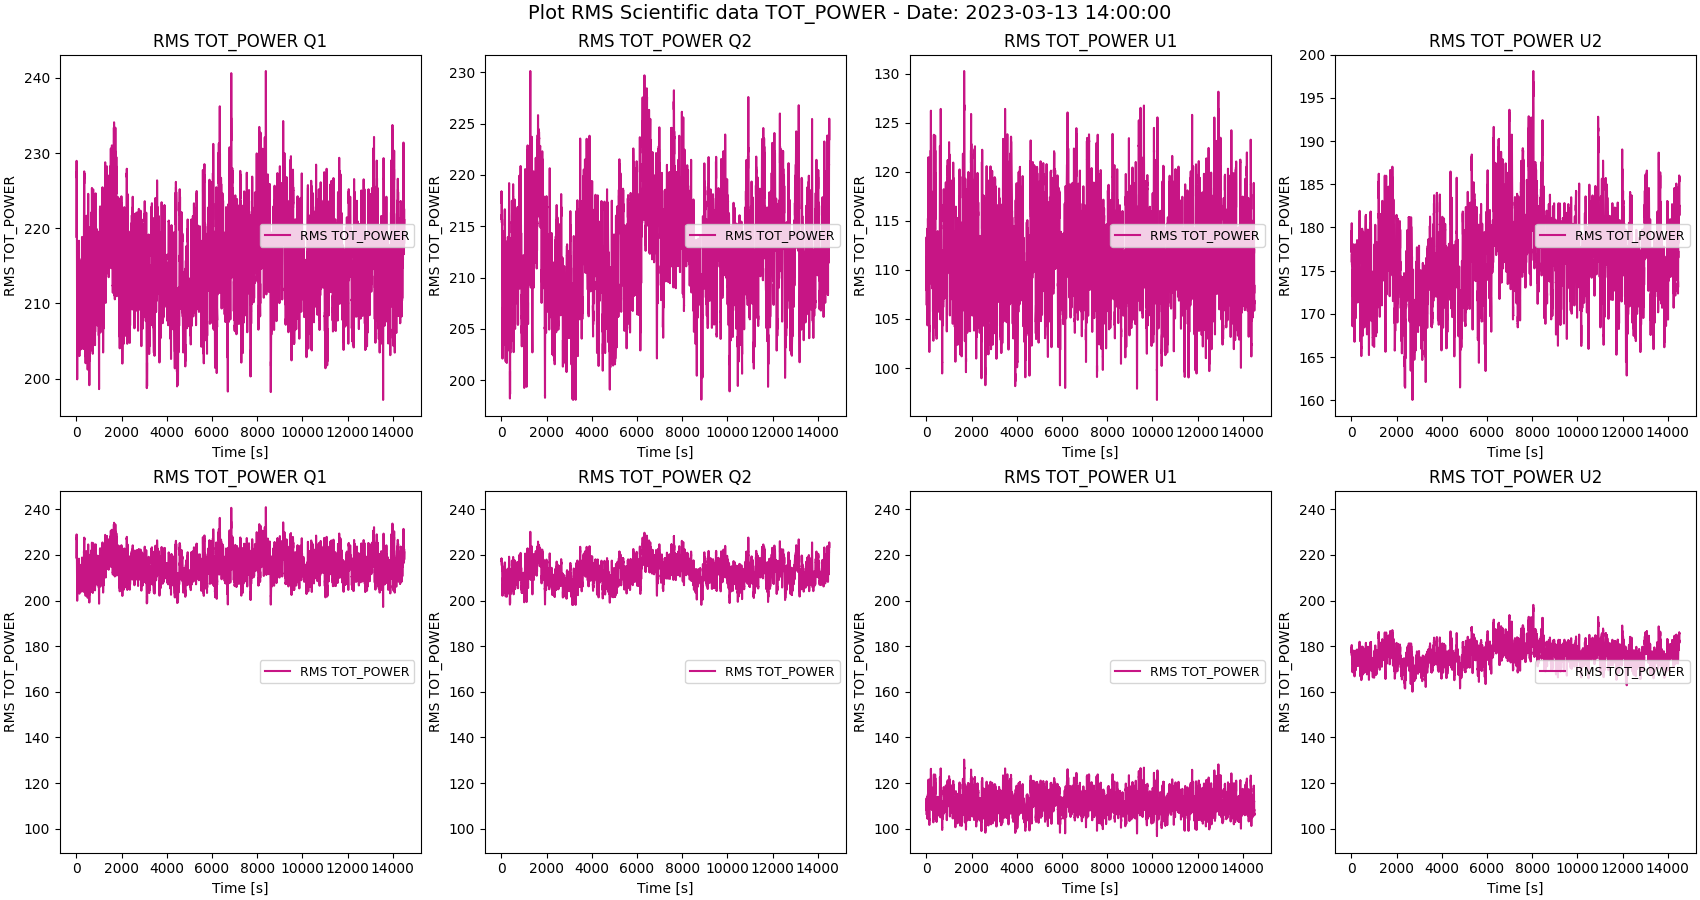 Plot RMS Scientific data TOT_POWER - Date: 2023-03-13 14:00:00
RMS TOT_POWER Q1
240
230
220
210
200
RMS TOT_POWER
RMS TOT_POWER
0 2000 4000 6000 8000 10000 12000 14000
Time [s]
RMS TOT_POWER Q2
230
225
220
215
210
205
200
RMS TOT_POWER
RMS TOT_POWER
0 2000 4000 6000 8000 10000 12000 14000
Time [s]
RMS TOT_POWER U1
130
125
120
115
110
105
100
RMS TOT_POWER
RMS TOT_POWER
0 2000 4000 6000 8000 10000 12000 14000
Time [s]
RMS TOT_POWER U2
200
195
190
185
180
175
170
165
160
RMS TOT_POWER
RMS TOT_POWER
0 2000 4000 6000 8000 10000 12000 14000
Time [s]
RMS TOT_POWER Q1
240
220
200
180
160
140
120
100
RMS TOT_POWER
RMS TOT_POWER
0 2000 4000 6000 8000 10000 12000 14000
Time [s]
RMS TOT_POWER Q2
240
220
200
180
160
140
120
100
RMS TOT_POWER
RMS TOT_POWER
0 2000 4000 6000 8000 10000 12000 14000
Time [s]
RMS TOT_POWER U1
240
220
200
180
160
140
120
100
RMS TOT_POWER
RMS TOT_POWER
0 2000 4000 6000 8000 10000 12000 14000
Time [s]
RMS TOT_POWER U2
240
220
200
180
160
140
120
100
RMS TOT_POWER
RMS TOT_POWER
0 2000 4000 6000 8000 10000 12000 14000
Time [s]